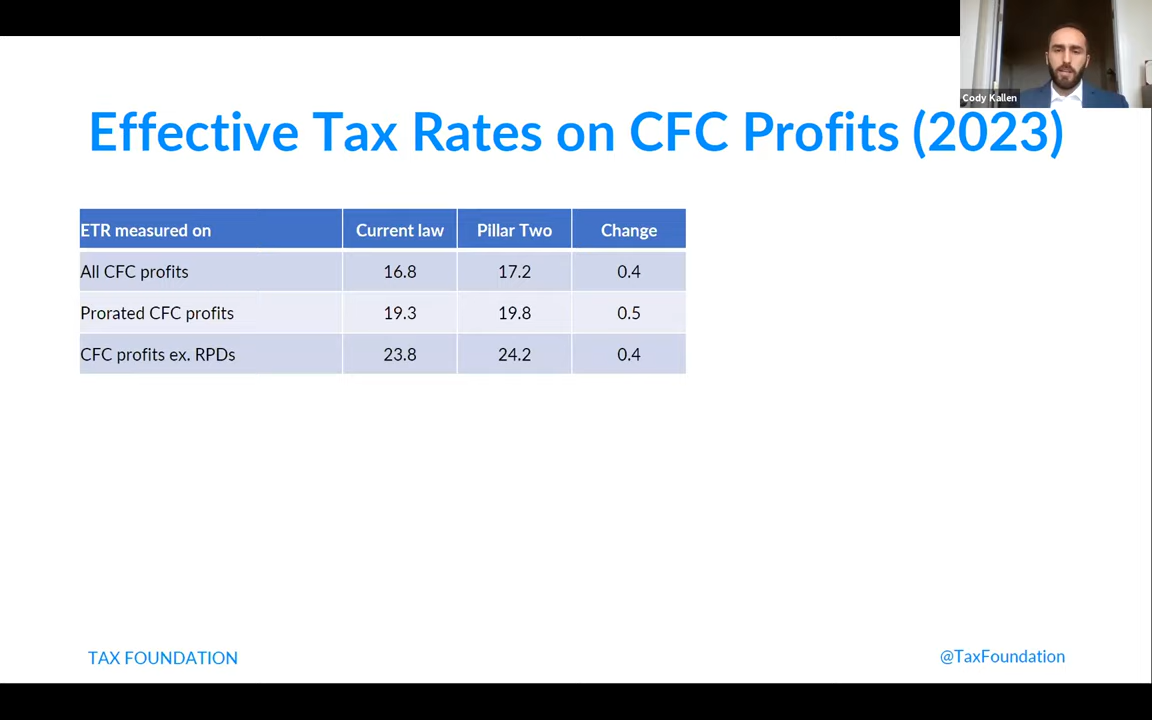 Cody Kallen
Effective Tax Rates on CFC Profits (2023)
ETR measured on Current law Pillar Two Change
All CFC profits 16.8 17.2 0.4
Prorated CFC profits 19.3 19.8 0.5
CFC profits ex. RPDs 23.8 24.2 0.4
TAX FOUNDATION @TaxFoundation